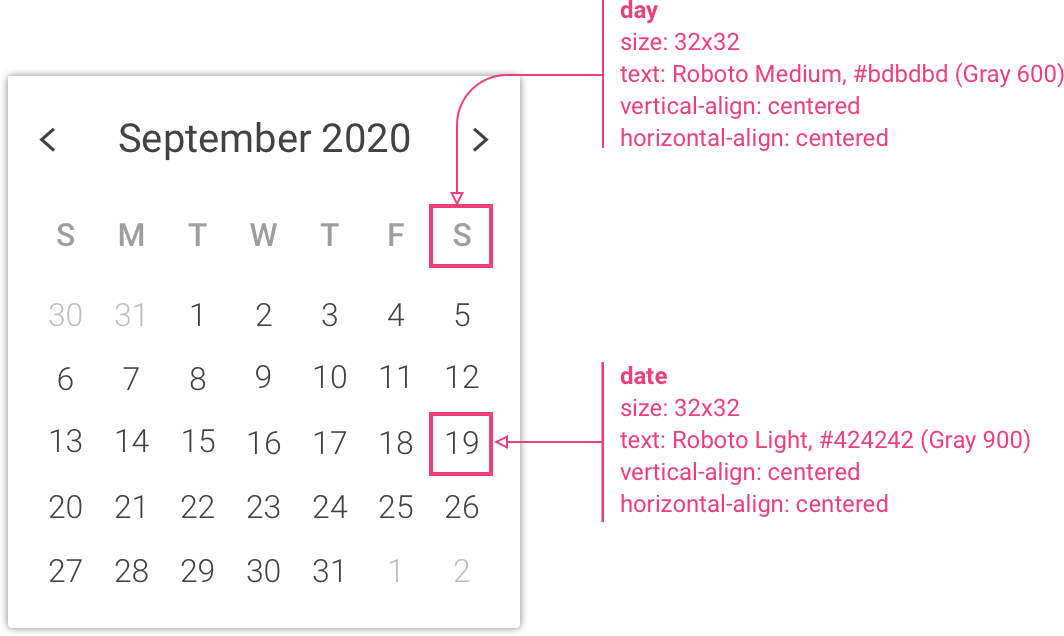 day
size: 32x32
text: Roboto Medium, #bdbdbd (Gray 600)
vertical-align: centered
horizontal-align: centered
September 2020
S M T W T F S
30 31 1 2 3 4 5
6 7 8 9 10 11 12
13 14 15 16 17 18 19
20 21 22 23 24 25 26
27 28 29 30 31 1 2
date
size: 32x32
text: Roboto Light, #424242 (Gray 900)
vertical-align: centered
horizontal-align: centered